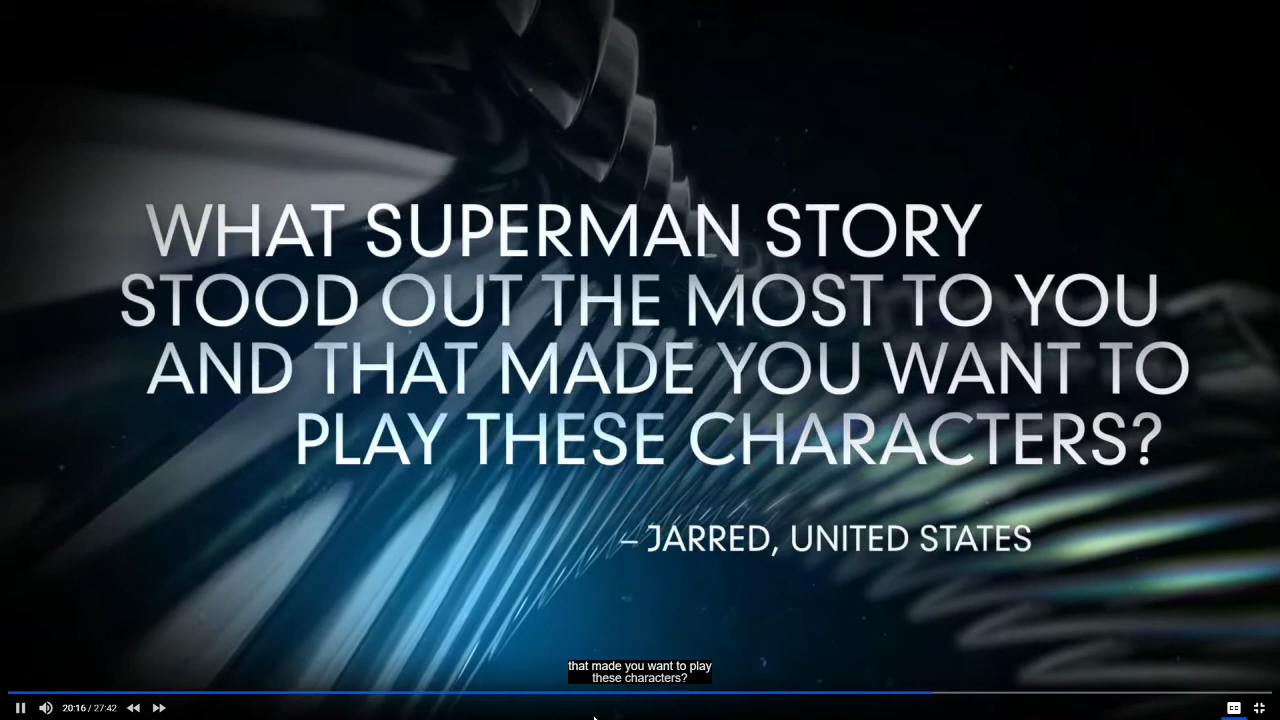 WHAT SUPERMAN STORY
STOOD OUT THE MOST TO YOU
AND THAT MADE YOU WANT TO
PLAY THESE CHARACTERS?
– JARRED, UNITED STATES
that made you want to play
these characters?
20:16 / 27:42
CC